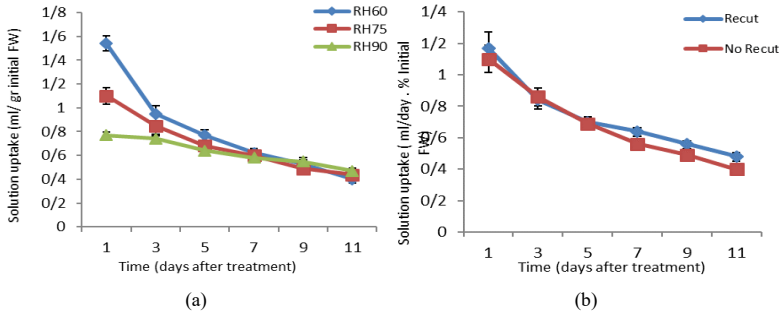 (a)
RH60
RH75
RH90
Solution uptake (ml/ gr initial FW)
1/8
1/6
1/4
1/2
1
0/8
0/6
0/4
0/2
0
1 3 5 7 9 11
Time (days after treatment)
(a)
b)
Recut
No Recut
Solution uptake ( ml/day . % Initial
FW)
1/4
1/2
1
0/8
0/6
0/4
0/2
0
1 3 5 7 9 11
Time (days after treatment)
(b)